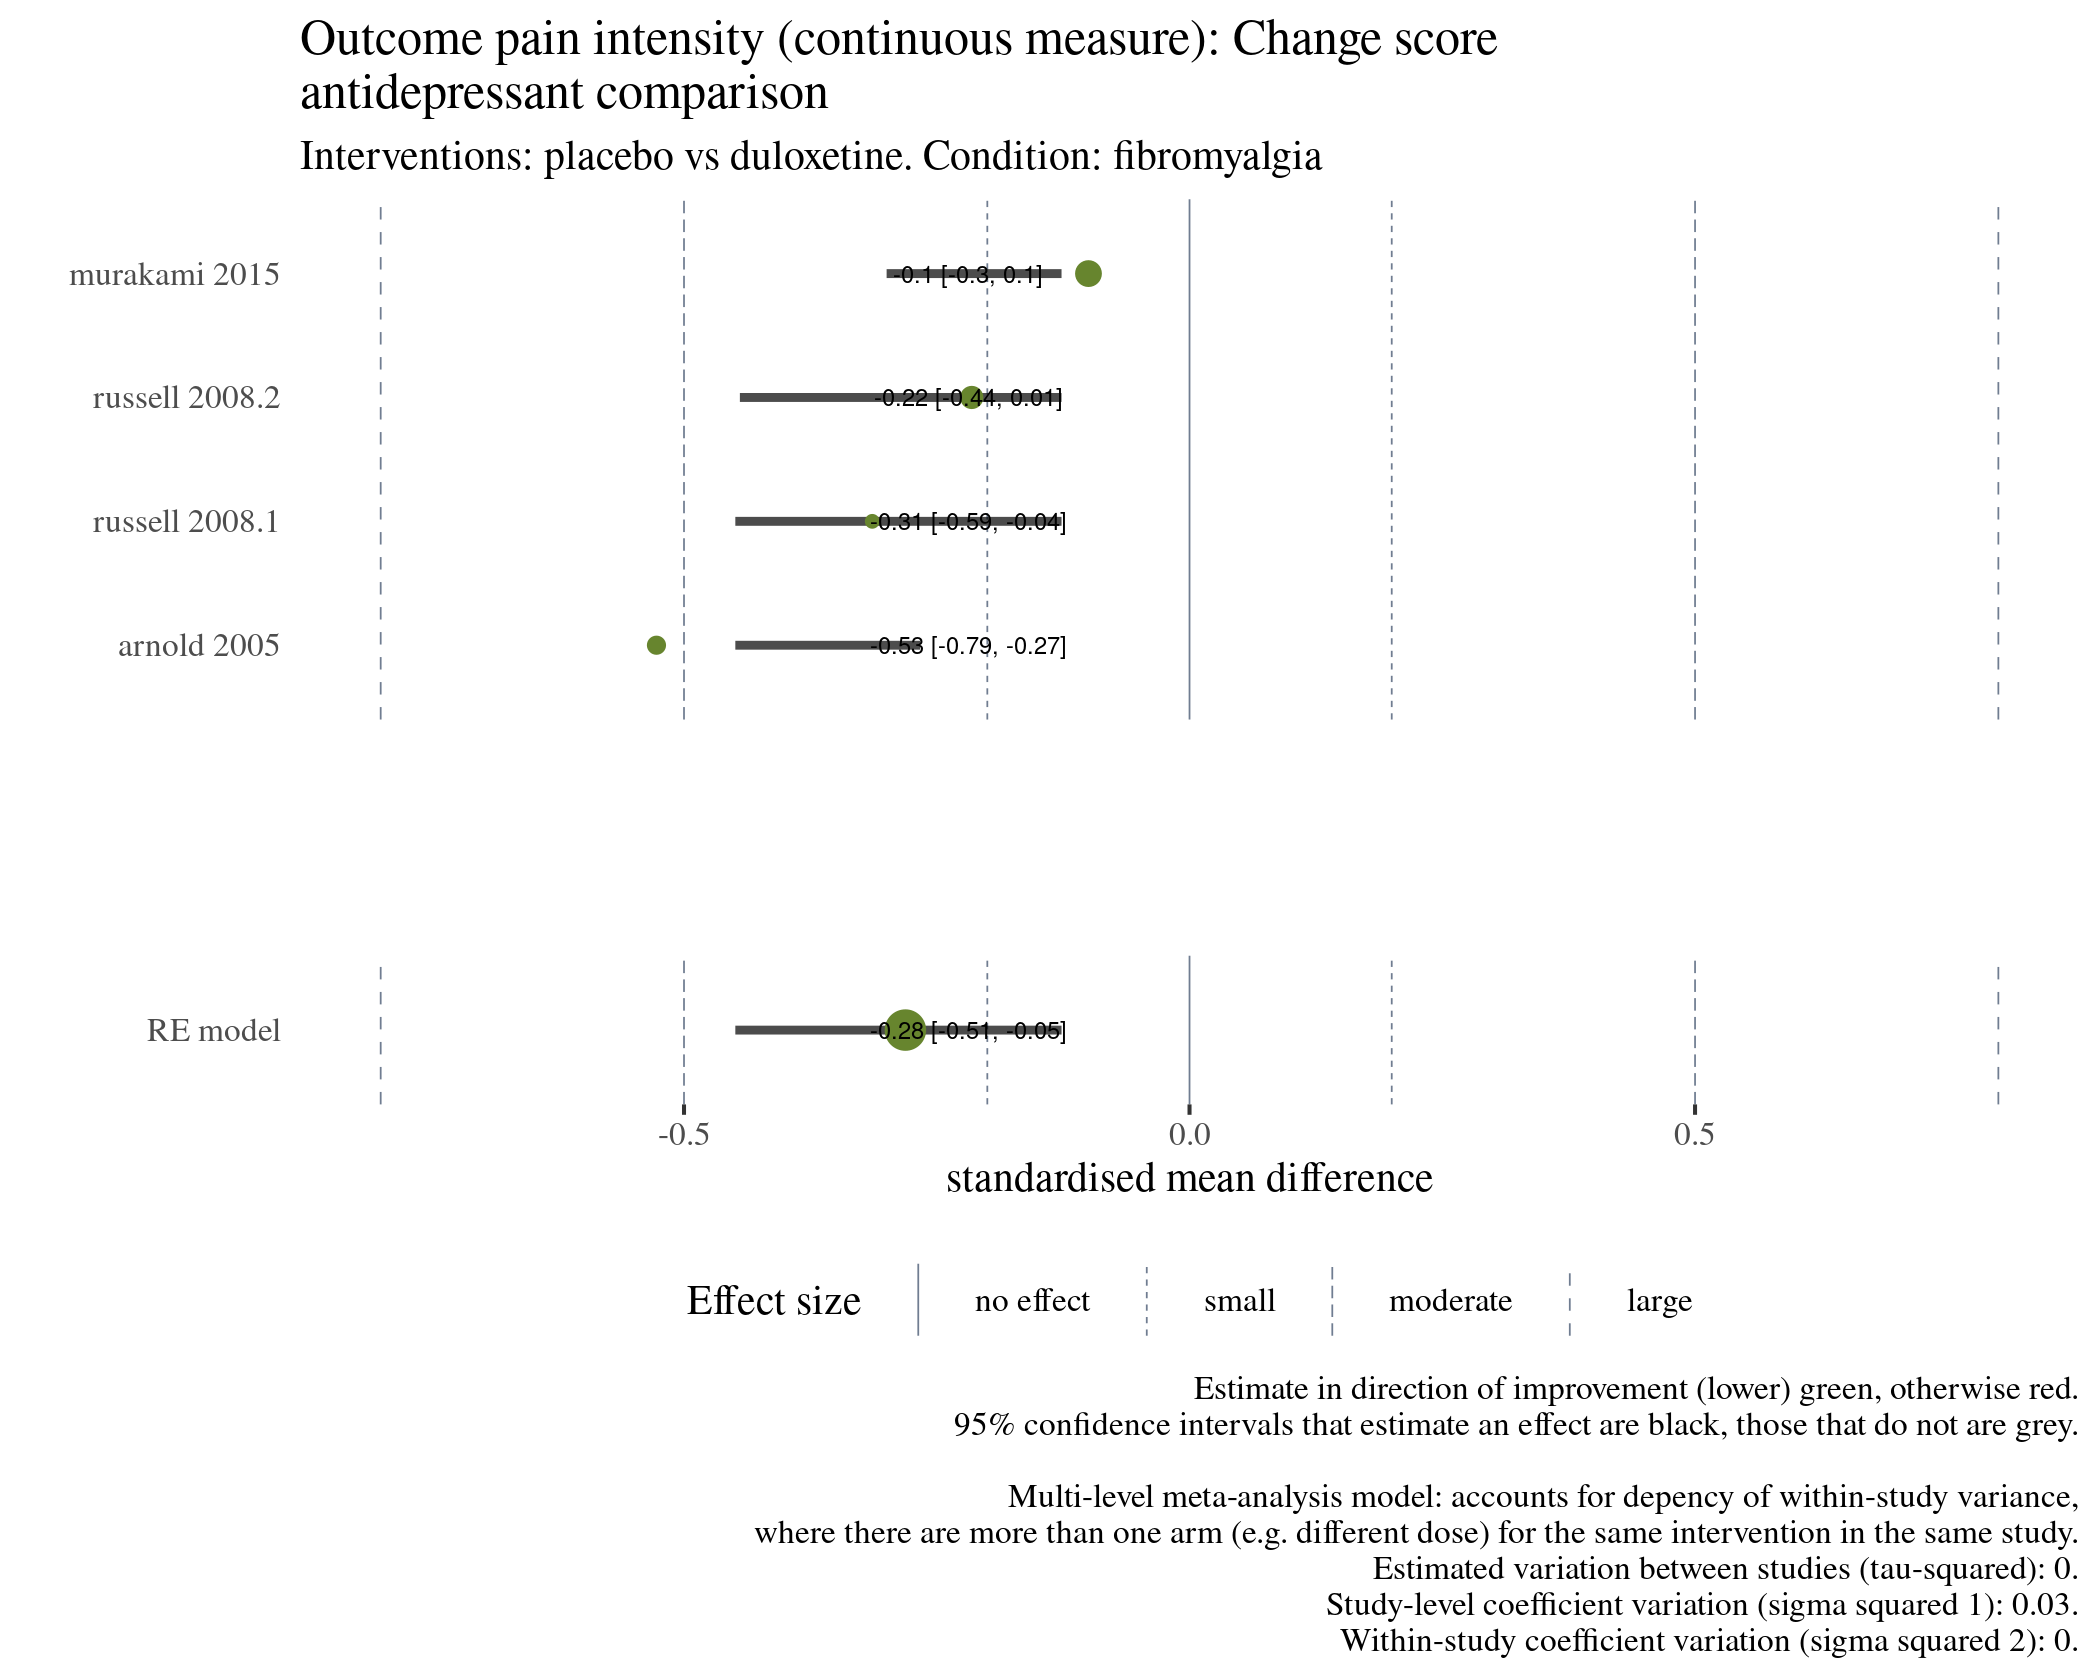 Outcome pain intensity (continuous measure): Change score
antidepressant comparison
Interventions: placebo vs duloxetine. Condition: fibromyalgia
murakami 2015
-0.1 [-0.3, 0.1]
russell 2008.2
-0.22 [-0.44, 0.01]
russell 2008.1
-0.31 [-0.59, -0.04]
arnold 2005
-0.53 [-0.79, -0.27]
RE model
-0.28 [-0.51, -0.05]
-0.5 0.0 0.5
standardised mean difference
Effect size no effect small moderate large
Estimate in direction of improvement (lower) green, otherwise red.
95% confidence intervals that estimate an effect are black, those that do not are grey.
Multi-level meta-analysis model: accounts for depency of within-study variance,
where there are more than one arm (e.g. different dose) for the same intervention in the same study.
Estimated variation between studies (tau-squared): 0.
Study-level coefficient variation (sigma squared 1): 0.03.
Within-study coefficient variation (sigma squared 2): 0.